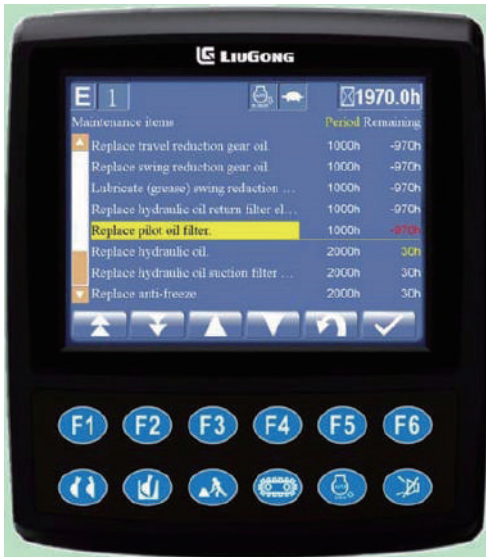 LiuGong
E 1 1970.0h
Maintenance items Period Remaining
Replace travel reduction gear oil. 1000h -970h
Replace swing reduction gear oil. 1000h -970h
Lubricate (grease) swing reduction ... 1000h -970h
Replace hydraulic oil return filter el... 1000h -970h
Replace pilot oil filter. 1000h -970h
Replace hydraulic oil. 2000h 30h
Replace hydraulic oil suction filter ... 2000h 30h
Replace anti-freeze 2000h 30h
F1 F2 F3 F4 F5 F6